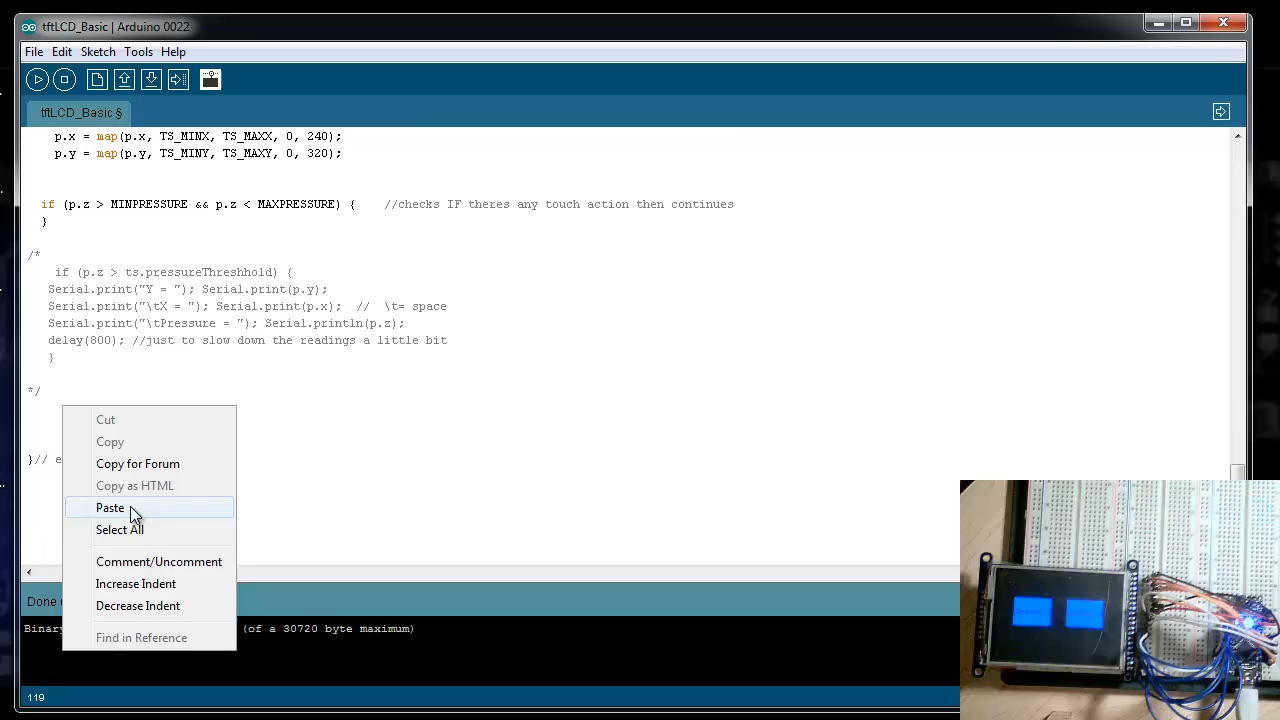 tftLCD_Basic | Arduino 0022
File Edit Sketch Tools Help
tftLCD_Basic §
p.x = map(p.x, TS_MINX, TS_MAXX, 0, 240);
p.y = map(p.y, TS_MINY, TS_MAXY, 0, 320);
if (p.z > MINPRESSURE && p.z < MAXPRESSURE) { //checks IF theres any touch action then continues
}
/*
if (p.z > ts.pressureThreshhold) {
Serial.print("Y = "); Serial.print(p.y);
Serial.print("\tX = "); Serial.print(p.x); // \t= space
Serial.print("\tPressure = "); Serial.println(p.z);
delay(800); //just to slow down the readings a little bit
}
*/
}// e
Cut
Copy
Copy for Forum
Copy as HTML
Paste
Select All
Comment/Uncomment
Increase Indent
Decrease Indent
Find in Reference
Done
Binary (of a 30720 byte maximum)
119